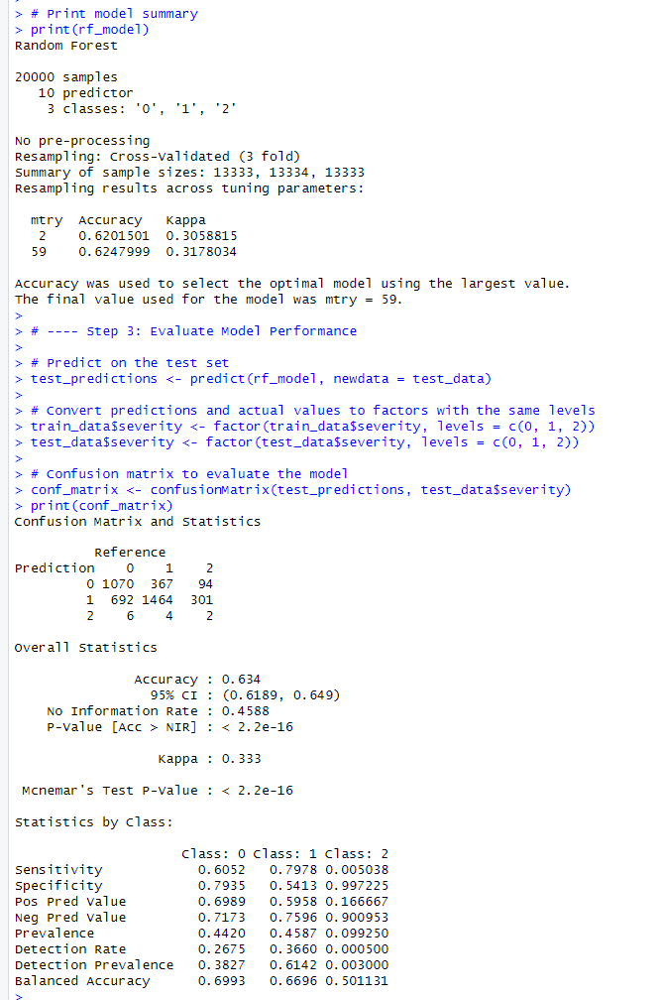 >
> # Print model summary
> print(rf_model)
Random Forest

20000 samples
   10 predictor
    3 classes: '0', '1', '2'

No pre-processing
Resampling: Cross-Validated (3 fold)
Summary of sample sizes: 13333, 13334, 13333
Resampling results across tuning parameters:

  mtry  Accuracy   Kappa
   2    0.6201501  0.3058815
  59    0.6247999  0.3178034

Accuracy was used to select the optimal model using the largest value.
The final value used for the model was mtry = 59.
>
> # ---- Step 3: Evaluate Model Performance
>
> # Predict on the test set
> test_predictions <- predict(rf_model, newdata = test_data)
>
> # Convert predictions and actual values to factors with the same levels
> train_data$severity <- factor(train_data$severity, levels = c(0, 1, 2))
> test_data$severity <- factor(test_data$severity, levels = c(0, 1, 2))
>
> # Confusion matrix to evaluate the model
> conf_matrix <- confusionMatrix(test_predictions, test_data$severity)
> print(conf_matrix)
Confusion Matrix and Statistics

          Reference
Prediction    0    1    2
         0 1070  367   94
         1  692 1464  301
         2    6    4    2

Overall Statistics

               Accuracy : 0.634
                 95% CI : (0.6189, 0.649)
    No Information Rate : 0.4588
    P-Value [Acc > NIR] : < 2.2e-16

                  Kappa : 0.333

 Mcnemar's Test P-Value : < 2.2e-16

Statistics by Class:

                     Class: 0 Class: 1 Class: 2
Sensitivity            0.6052   0.7978 0.005038
Specificity            0.7935   0.5413 0.997225
Pos Pred Value         0.6989   0.5958 0.166667
Neg Pred Value         0.7173   0.7596 0.900953
Prevalence             0.4420   0.4587 0.099250
Detection Rate         0.2675   0.3660 0.000500
Detection Prevalence   0.3827   0.6142 0.003000
Balanced Accuracy      0.6993   0.6696 0.501131
>